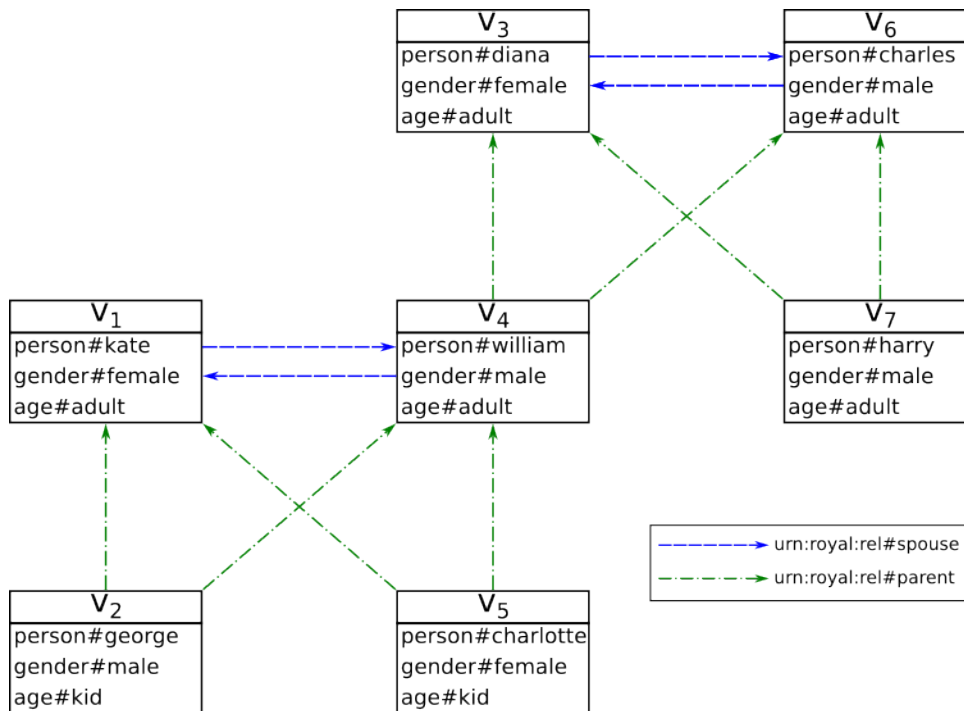 V3
person#diana
gender#female
age#adult
V6
person#charles
gender#male
age#adult
V1
person#kate
gender#female
age#adult
V4
person#william
gender#male
age#adult
V7
person#harry
gender#male
age#adult
urn:royal:rel#spouse
urn:royal:rel#parent
V2
person#george
gender#male
age#kid
V5
person#charlotte
gender#female
age#kid